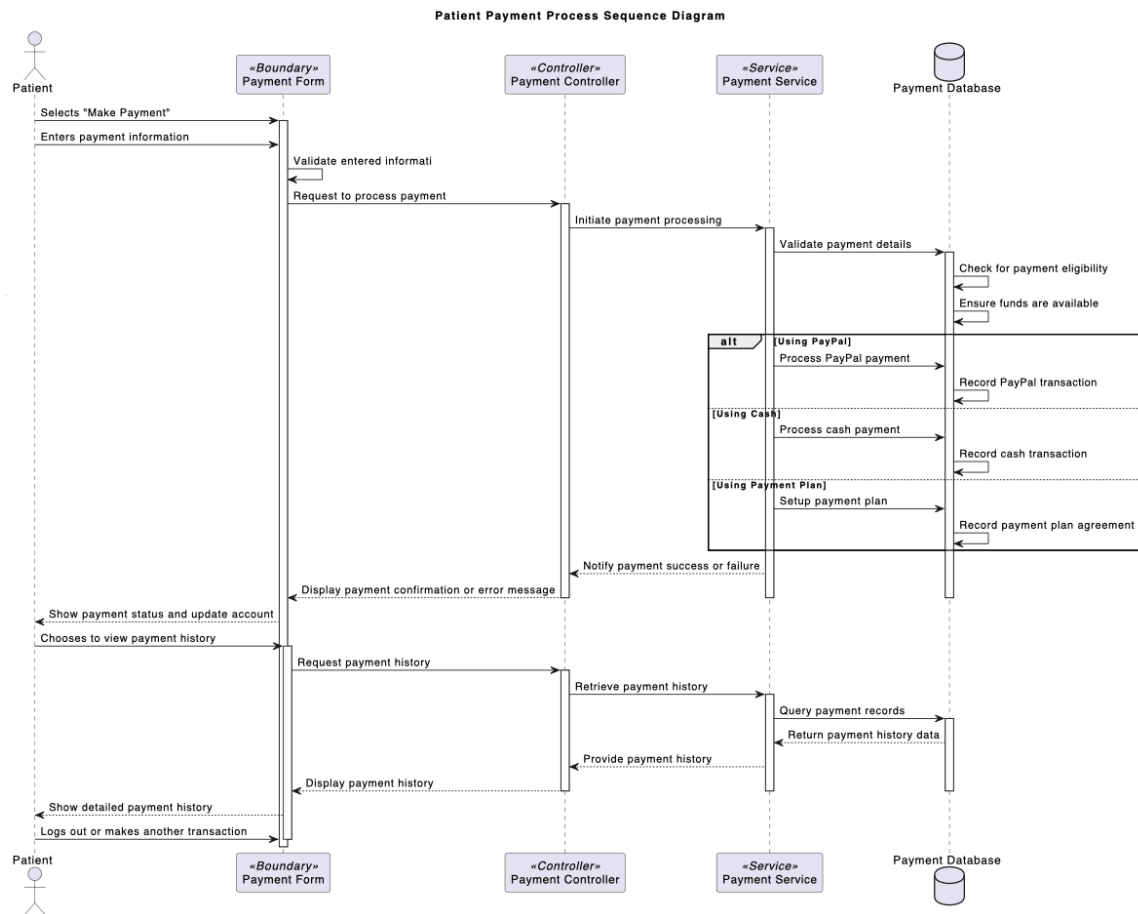 Patient Payment Process Sequence Diagram
Patient
«Boundary»
Payment Form
«Controller»
Payment Controller
«Service»
Payment Service
Payment Database
Selects "Make Payment"
Enters payment information
Validate entered informati
Request to process payment
Initiate payment processing
Validate payment details
Check for payment eligibility
Ensure funds are available
alt
[Using PayPal]
Process PayPal payment
Record PayPal transaction
[Using Cash]
Process cash payment
Record cash transaction
[Using Payment Plan]
Setup payment plan
Record payment plan agreement
Notify payment success or failure
Display payment confirmation or error message
Show payment status and update account
Chooses to view payment history
Request payment history
Retrieve payment history
Query payment records
Return payment history data
Provide payment history
Display payment history
Show detailed payment history
Logs out or makes another transaction
Patient
«Boundary»
Payment Form
«Controller»
Payment Controller
«Service»
Payment Service
Payment Database